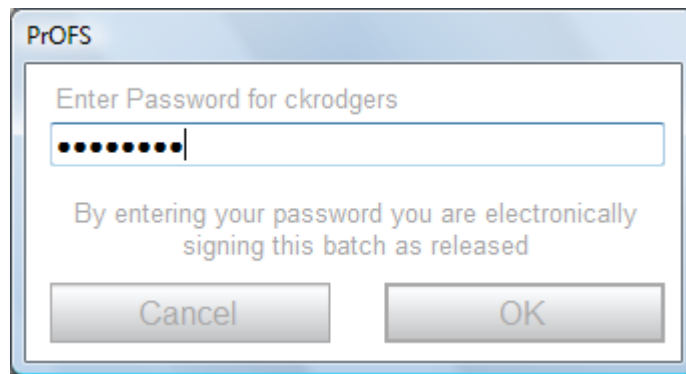 PrOFS
Enter Password for ckrodgers
••••••••
By entering your password you are electronically
signing this batch as released
Cancel OK